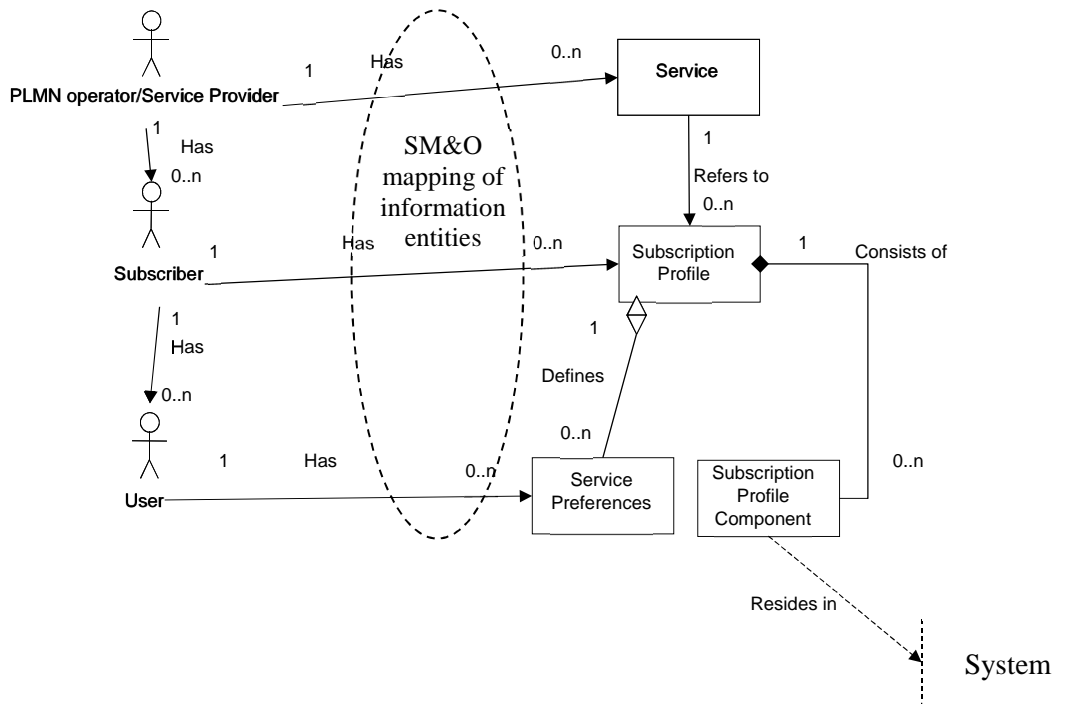 1
Has
0..n
Service
PLMN operator/Service Provider
1
Has
0..n
SM&O
mapping of
information
entities
1
Refers to
0..n
Subscriber
1
Has
0..n
Subscription
Profile
1
Consists of
1
Has
0..n
1
Defines
0..n
User
1
Has
0..n
Service
Preferences
Subscription
Profile
Component
0..n
Resides in
System